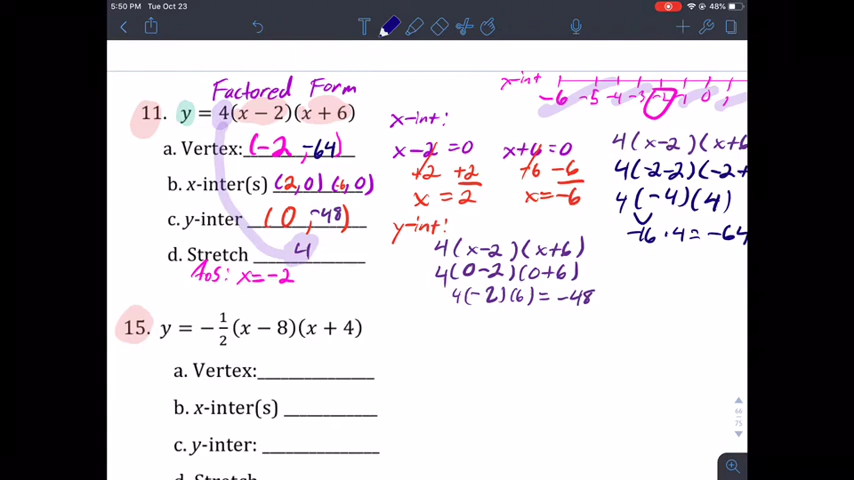 5:50 PM Tue Oct 23
48%
Factored Form
11. y = 4(x − 2)(x + 6)
a. Vertex: (-2, -64)
b. x-inter(s) (2,0) (-6,0)
c. y-inter (0, -48)
d. Stretch 4
AoS: x=-2
x-int:
x-2=0
+2 +2
x = 2
x+6=0
-6 -6
x=-6
y-int:
4(x-2)(x+6)
4(0-2)(0+6)
4(-2)(6)=-48
x-int
-6 -5 -4 -3 -2 -1 0 1
4(x-2)(x+6
4(-2-2)(-2+
4(-4)(4)
-16·4=-64
15. y = −1/2(x − 8)(x + 4)
a. Vertex:
b. x-inter(s)
c. y-inter:
d. Stretch
66
75